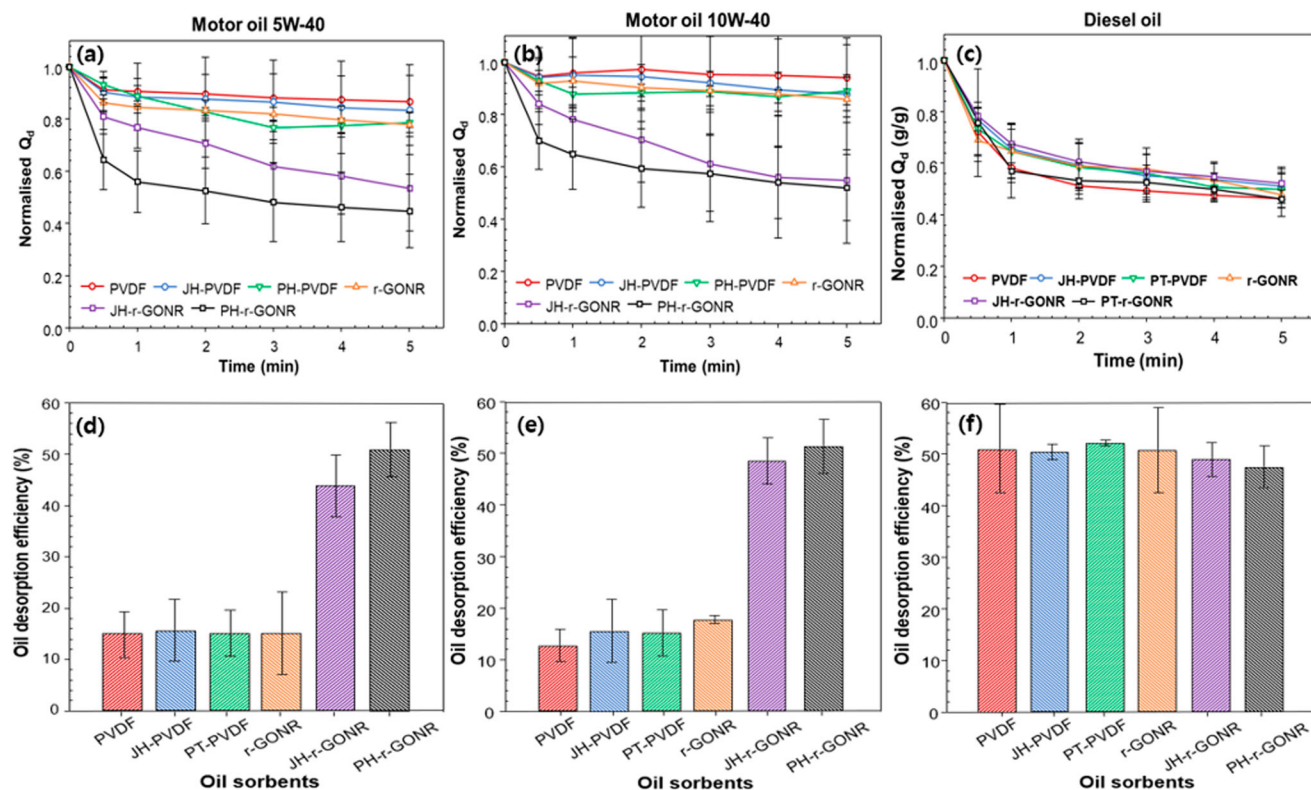 Motor oil 5W-40
(a)
Normalised Qd
1.0
0.8
0.6
0.4
0.2
0.0
PVDF JH-PVDF PH-PVDF r-GONR
JH-r-GONR PH-r-GONR
0 1 2 3 4 5
Time (min)
Motor oil 10W-40
(b)
Normalised Qd
1.0
0.8
0.6
0.4
0.2
0.0
PVDF JH-PVDF PH-PVDF r-GONR
JH-r-GONR PH-r-GONR
0 1 2 3 4 5
Time (min)
Diesel oil
(c)
Normalised Qd (g/g)
1.0
0.8
0.6
0.4
0.2
0.0
PVDF JH-PVDF PT-PVDF r-GONR
JH-r-GONR PT-r-GONR
0 1 2 3 4 5
Time (min)
(d)
Oil desorption efficiency (%)
60
50
40
30
20
10
0
PVDF JH-PVDF PT-PVDF r-GONR JH-r-GONR PH-r-GONR
Oil sorbents
(e)
Oil desorption efficiency (%)
60
50
40
30
20
10
0
PVDF JH-PVDF PT-PVDF r-GONR JH-r-GONR PH-r-GONR
Oil sorbents
(f)
Oil desorption efficiency (%)
60
50
40
30
20
10
0
PVDF JH-PVDF PT-PVDF r-GONR JH-r-GONR PH-r-GONR
Oil sorbents